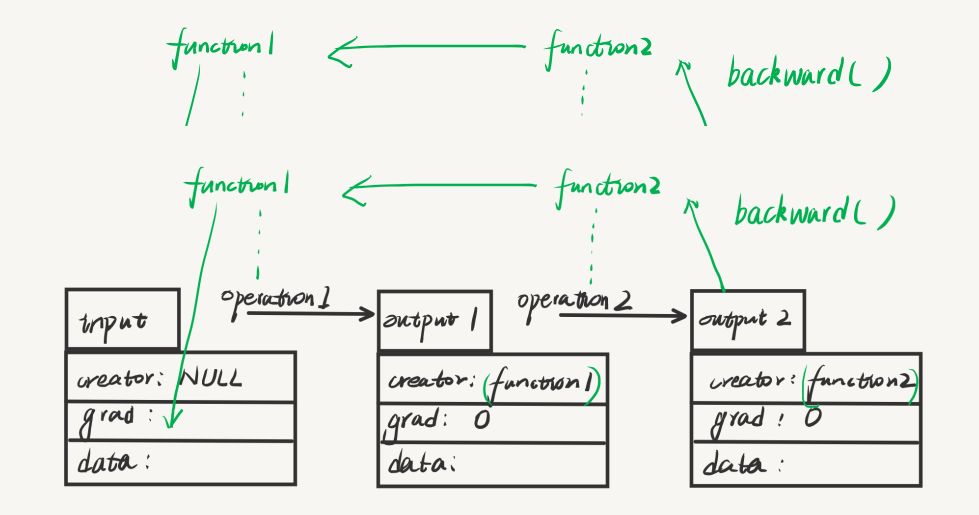 function1 function2 backward()
function1 function2 backward()
operation1 operation2
input output 1 output 2
creator: NULL creator: (function1) creator: (function2)
grad: grad: 0 grad: 0
data: data: data: